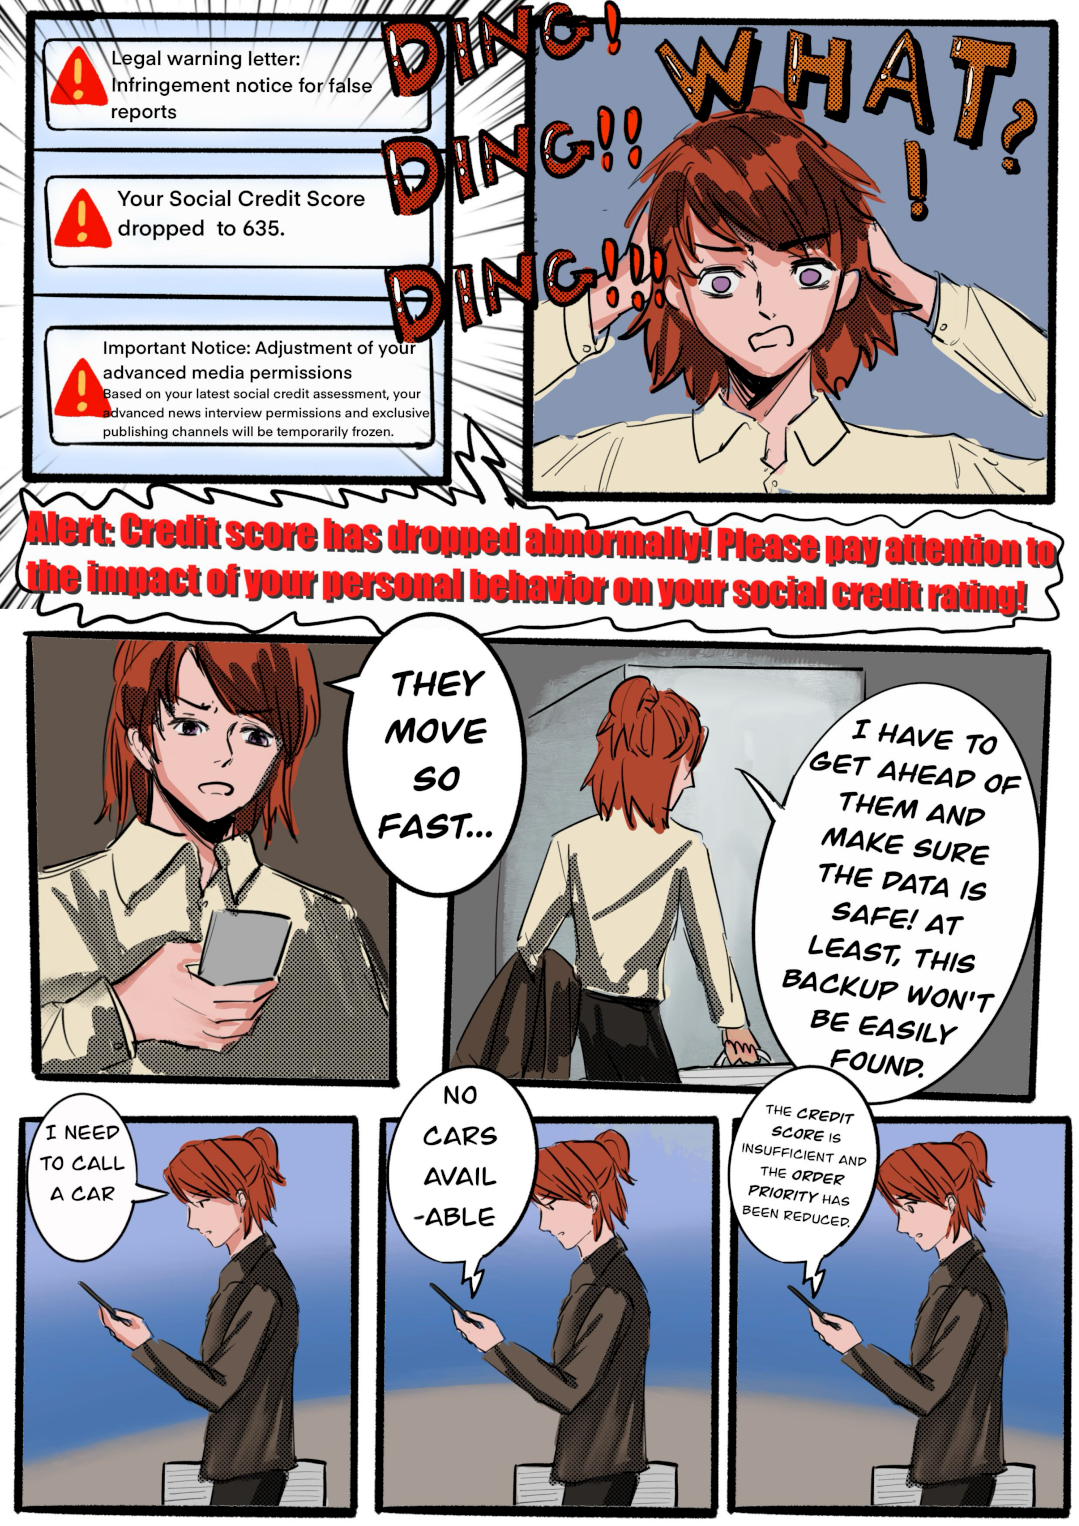 Legal warning letter:
Infringement notice for false
reports
Your Social Credit Score
dropped to 635.
Important Notice: Adjustment of your
advanced media permissions
Based on your latest social credit assessment, your
advanced news interview permissions and exclusive
publishing channels will be temporarily frozen.
DING!
DING!!
DING!!!
WHAT?!
Alert: Credit score has dropped abnormally! Please pay attention to
the impact of your personal behavior on your social credit rating!
THEY
MOVE
SO
FAST...
I HAVE TO
GET AHEAD OF
THEM AND
MAKE SURE
THE DATA IS
SAFE! AT
LEAST, THIS
BACKUP WON'T
BE EASILY
FOUND.
I NEED
TO CALL
A CAR
NO
CARS
AVAIL
-ABLE
THE CREDIT
SCORE IS
INSUFFICIENT AND
THE ORDER
PRIORITY HAS
BEEN REDUCED.